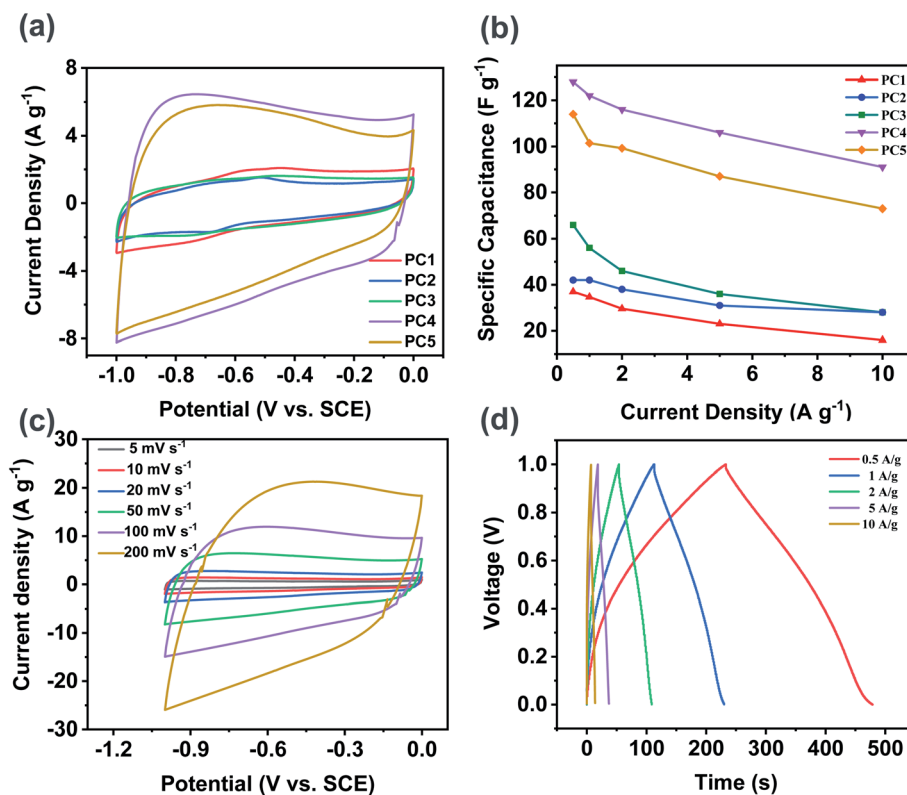 (a)
Current Density (A g⁻¹)
8
4
0
-4
-8
PC1
PC2
PC3
PC4
PC5
-1.0 -0.8 -0.6 -0.4 -0.2 0.0
Potential (V vs. SCE)
(b)
Specific Capacitance (F g⁻¹)
120
100
80
60
40
20
PC1
PC2
PC3
PC4
PC5
0 2 4 6 8 10
Current Density (A g⁻¹)
(c)
Current density (A g⁻¹)
30
20
10
0
-10
-20
-30
5 mV s⁻¹
10 mV s⁻¹
20 mV s⁻¹
50 mV s⁻¹
100 mV s⁻¹
200 mV s⁻¹
-1.2 -0.9 -0.6 -0.3 0.0
Potential (V vs. SCE)
(d)
Voltage (V)
1.0
0.8
0.6
0.4
0.2
0.0
0.5 A/g
1 A/g
2 A/g
5 A/g
10 A/g
0 100 200 300 400 500
Time (s)